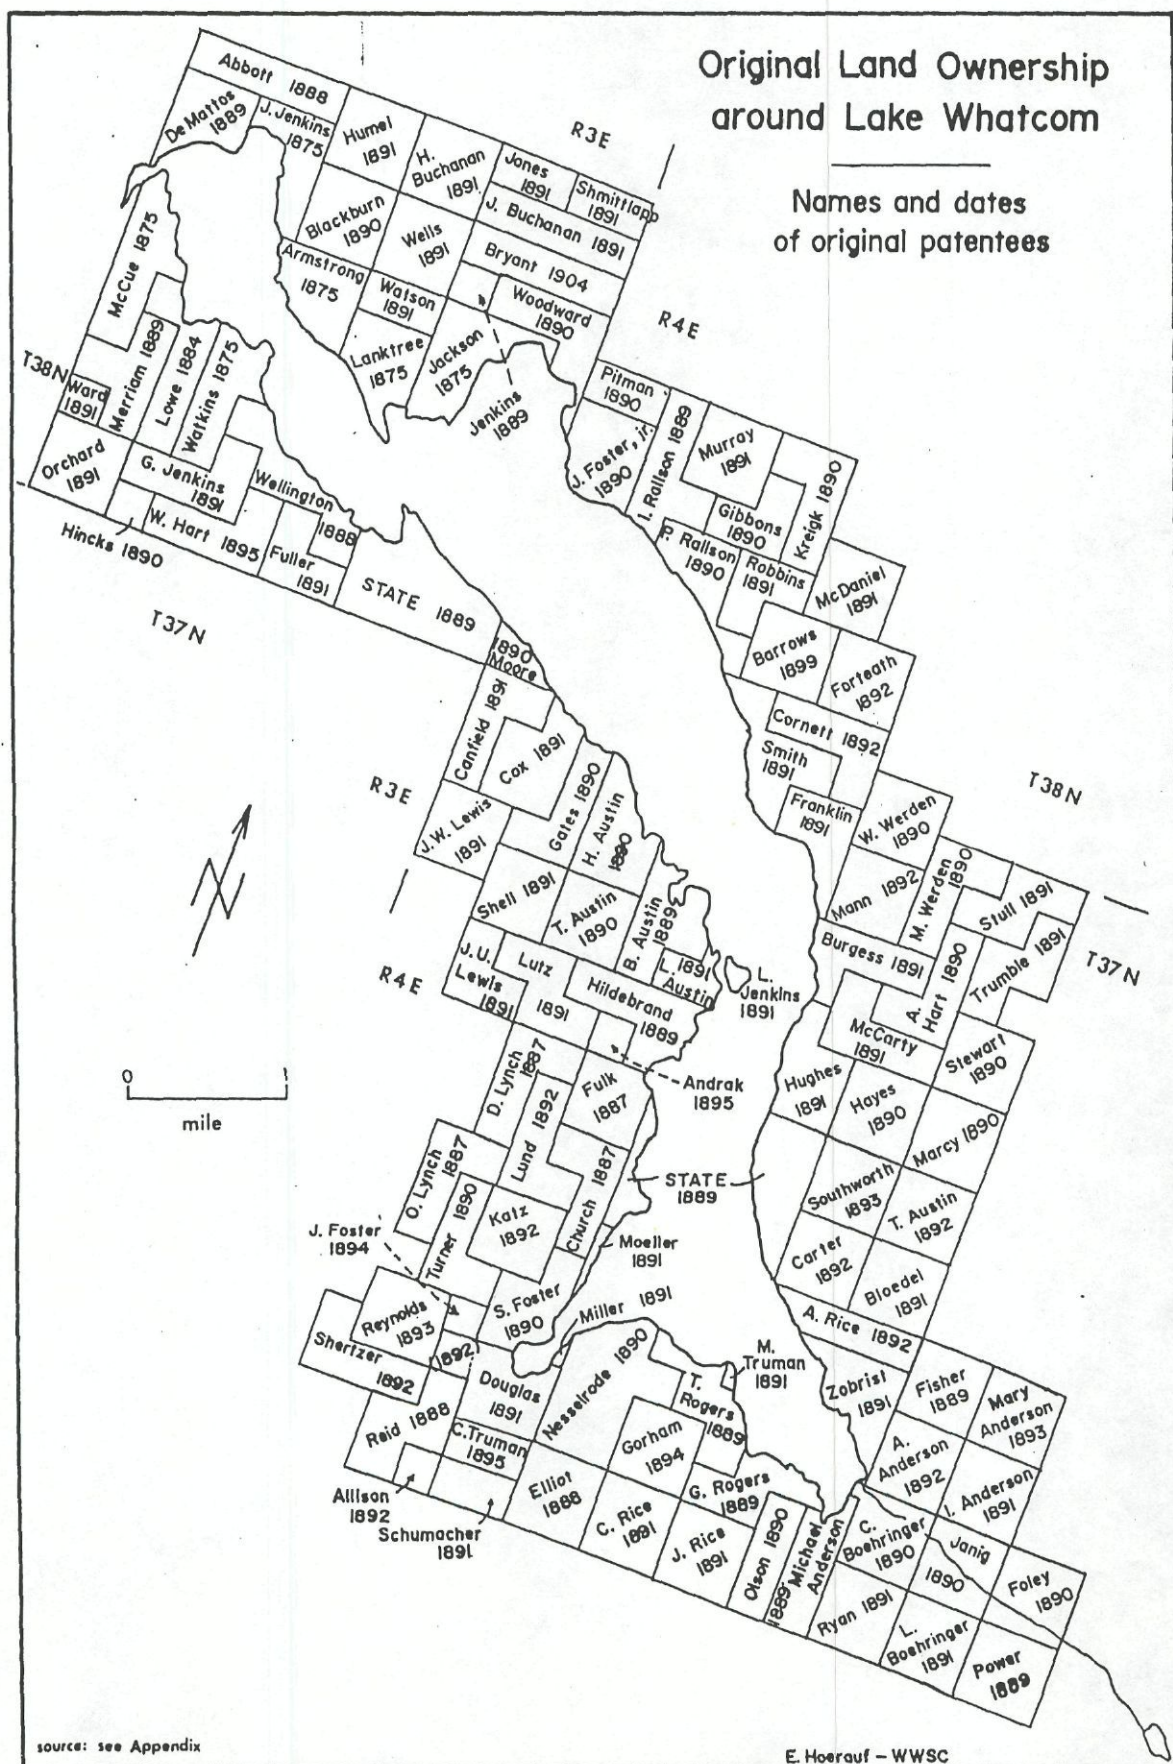 Original Land Ownership
around Lake Whatcom
Names and dates
of original patentees
Abbott 1888
De Mattos
1889
J. Jenkins
1875
Humel
1891
H.
Buchanan
1891
Jones
1891
Shmittlapp
1891
R3E
J. Buchanan 1891
Blackburn
1890
Wells
1891
Bryant 1904
Armstrong
1875
Watson
1891
Woodward
1890
R4E
McCue 1875
Lanktree
1875
Jackson
1875
Jenkins
1889
T38N
Ward
1891
Merriam 1889
Lowe 1884
Watkins 1875
Orchard
1891
G. Jenkins
1891
Wellington
1888
Hincks 1890
W. Hart 1895
Fuller
1891
STATE 1889
T37N
Pitman
1890
J. Foster, jr.
1890
I. Rallson 1889
Murray
1891
Gibbons
1890
Kreigk 1890
P. Rallson
1890
Robbins
1891
McDaniel
1891
Barrows
1899
Forteath
1892
1890
Moore
Canfield 1891
Cox 1891
Cornett 1892
Smith
1891
Franklin
1891
W. Werden
1890
T38N
R3E
J.W. Lewis
1891
Gates 1890
H. Austin
1890
Mann 1892
M. Werden
1890
Stull 1891
Shell 1891
T. Austin
1890
B. Austin
1889
L. 1891
Austin
L.
Jenkins
1891
Burgess 1891
A.
Hart 1890
Trumble 1891
T37N
R4E
J.U.
Lewis
1891
Lutz
1891
Hildebrand
1889
McCarty
1891
Stewart
1890
0 1
mile
D. Lynch
1887
Lund 1892
Fulk
1887
Andrak
1895
Hughes
1891
Hayes
1890
Marcy 1890
O. Lynch
1887
Turner 1890
Katz
1892
Church 1887
STATE
1889
Southworth
1893
T. Austin
1892
J. Foster
1894
Moeller
1891
Carter
1892
Bloedel
1891
Reynolds
1893
S. Foster
1890
Miller 1891
A. Rice 1892
Shertzer
1892
1892
Douglas
1891
Nesselrode 1890
T.
Rogers
1889
M.
Truman
1891
Zobrist
1891
Fisher
1889
Mary
Anderson
1893
Reid 1888
C. Truman
1895
Gorham
1894
A.
Anderson
1892
I. Anderson
1891
Allison
1892
Schumacher
1891
Elliot
1888
C. Rice
1891
G. Rogers
1889
J. Rice
1891
Olson 1890
1889
Michael
Anderson
C.
Boehringer
1890
Janig
1890
Foley
1890
Ryan 1891
L.
Boehringer
1891
Power
1889
N
source: see Appendix
E. Hoerauf – WWSC